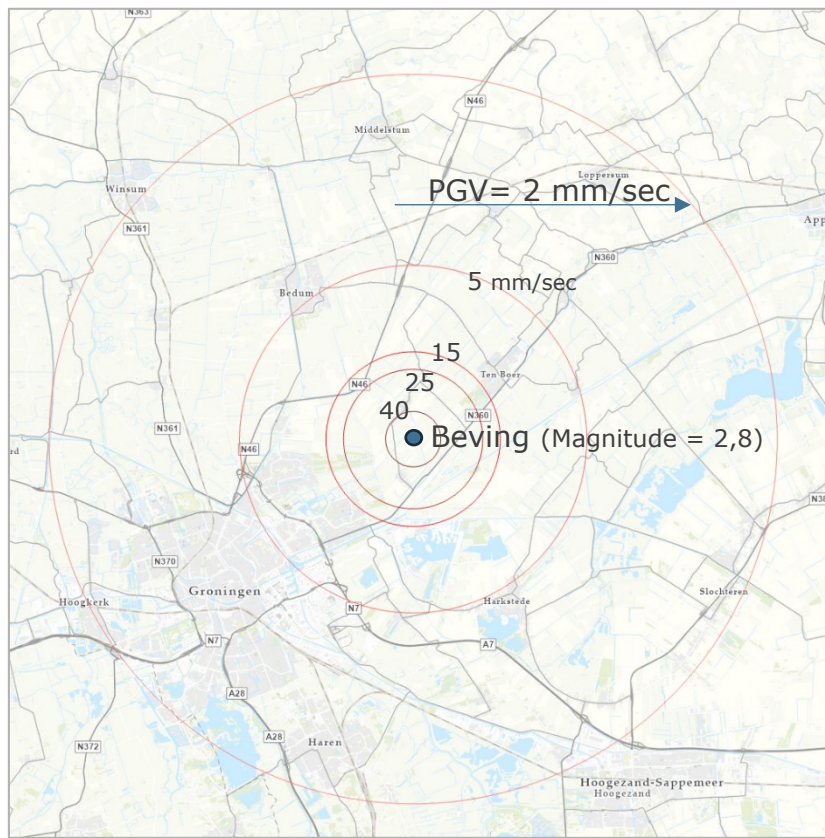 N363
N46
Middelstum
Loppersum
Winsum
PGV= 2 mm/sec
App
N361
N360
Bedum
5 mm/sec
15
Ten Boer
25
N46
40
N360
N361
Beving (Magnitude = 2,8)
N46
rd
N38
N370
Groningen
Slochteren
Hoogkerk
Harkstede
N7
N7
A7
A28
A28
Haren
N372
Hoogezand-Sappemeer
Hoogezand